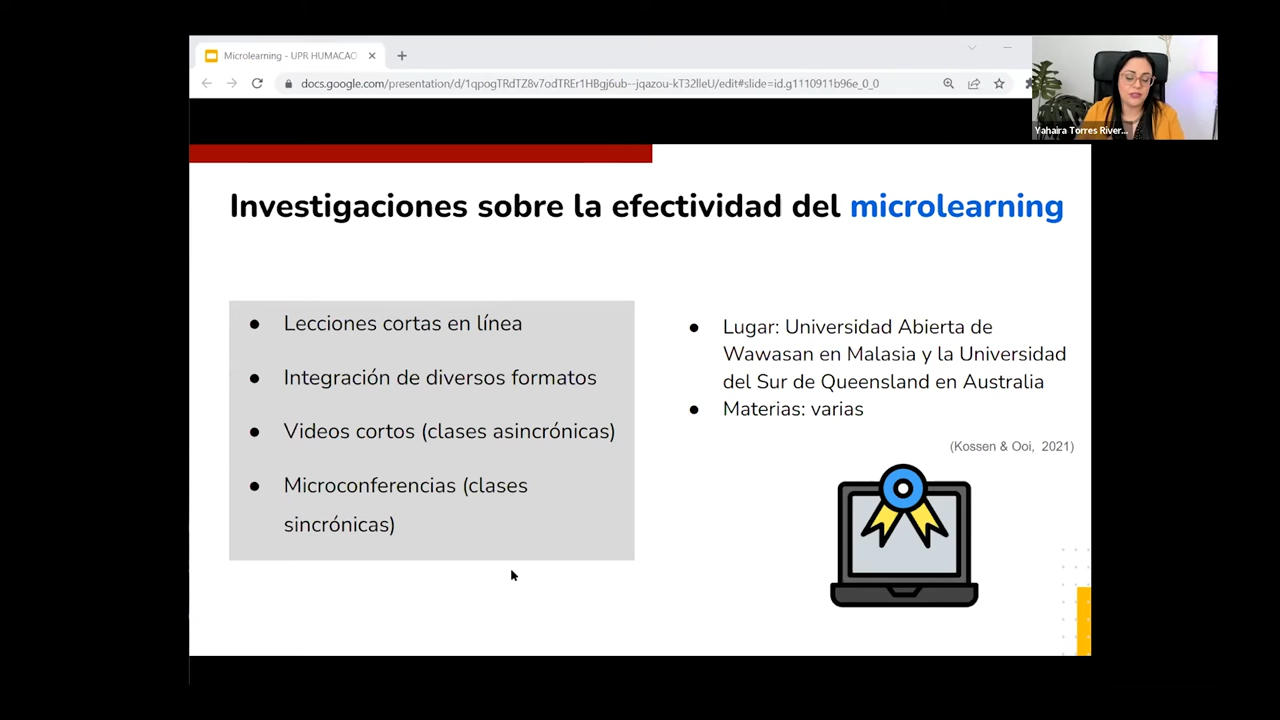 Microlearning - UPR HUMACAO
docs.google.com/presentation/d/1qpogTRdTZ8v7odTREr1HBgj6ub--jqazou-kT32lleU/edit#slide=id.g1110911b96e_0_0
Yahaira Torres River...
Investigaciones sobre la efectividad del microlearning
● Lecciones cortas en línea
● Integración de diversos formatos
● Videos cortos (clases asincrónicas)
● Microconferencias (clases
sincrónicas)
● Lugar: Universidad Abierta de
Wawasan en Malasia y la Universidad
del Sur de Queensland en Australia
● Materias: varias
(Kossen & Ooi, 2021)